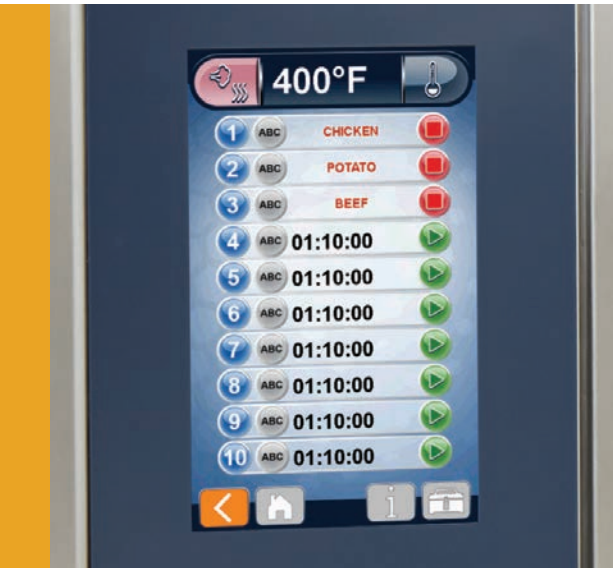 400°F
1 ABC CHICKEN
2 ABC POTATO
3 ABC BEEF
4 ABC 01:10:00
5 ABC 01:10:00
6 ABC 01:10:00
7 ABC 01:10:00
8 ABC 01:10:00
9 ABC 01:10:00
10 ABC 01:10:00
i